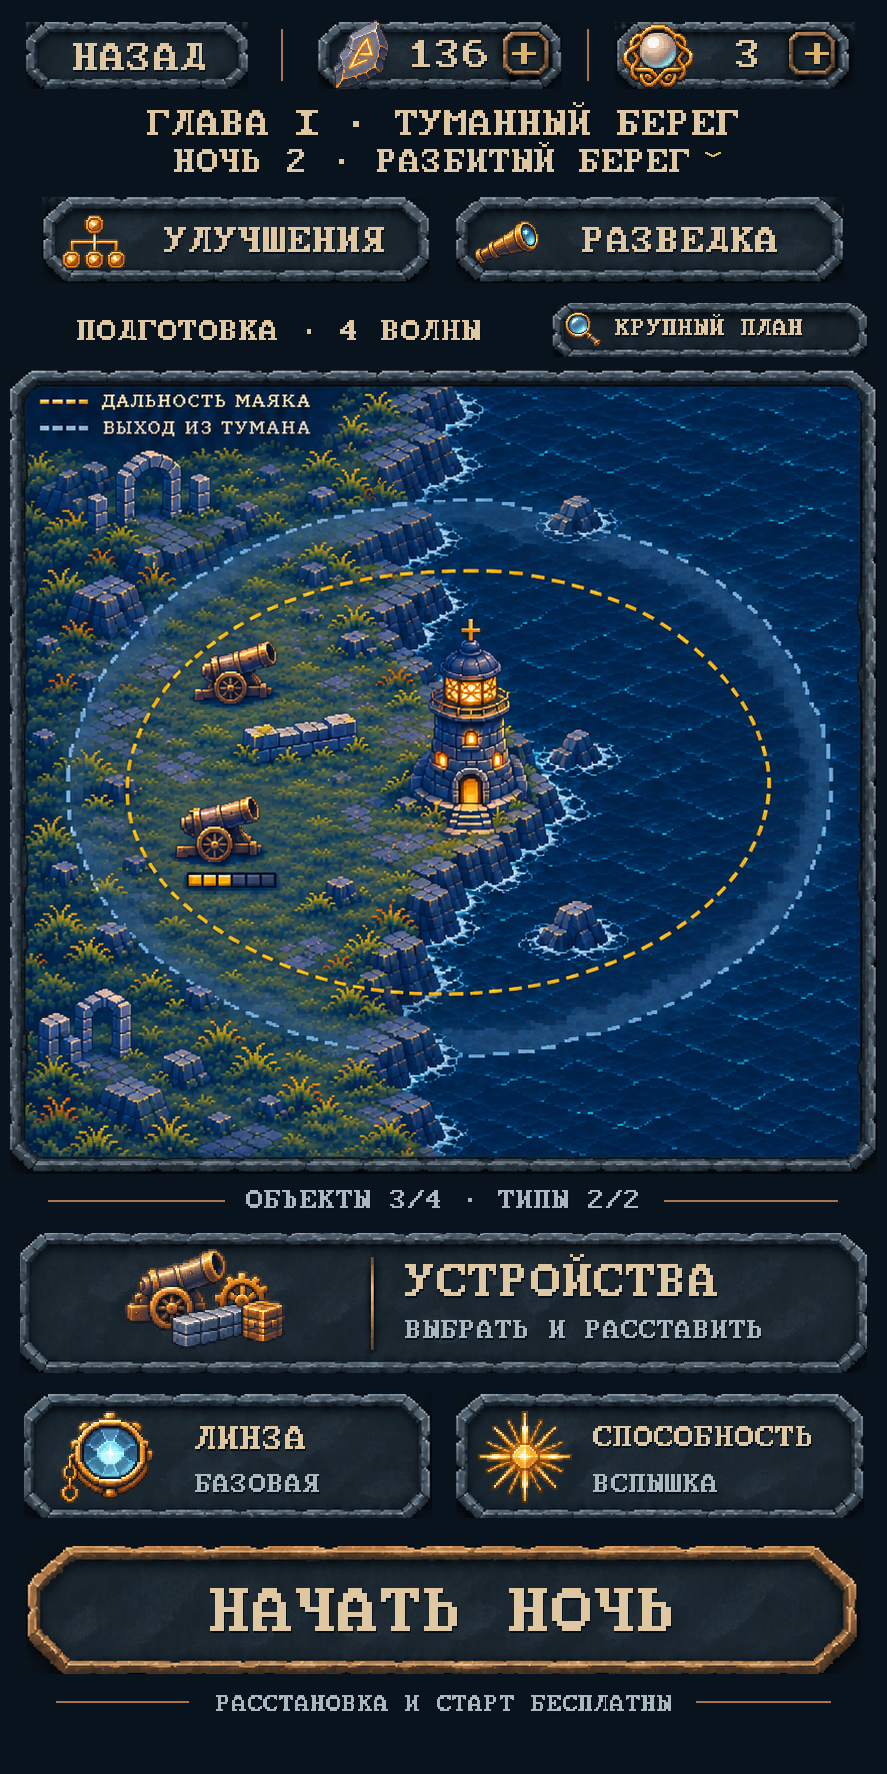 НАЗАД
136 +
3 +
ГЛАВА I · ТУМАННЫЙ БЕРЕГ
НОЧЬ 2 · РАЗБИТЫЙ БЕРЕГ
УЛУЧШЕНИЯ
РАЗВЕДКА
ПОДГОТОВКА · 4 ВОЛНЫ
КРУПНЫЙ ПЛАН
ДАЛЬНОСТЬ МАЯКА
ВЫХОД ИЗ ТУМАНА
ОБЪЕКТЫ 3/4 · ТИПЫ 2/2
УСТРОЙСТВА
ВЫБРАТЬ И РАССТАВИТЬ
ЛИНЗА
БАЗОВАЯ
СПОСОБНОСТЬ
ВСПЫШКА
НАЧАТЬ НОЧЬ
РАССТАНОВКА И СТАРТ БЕСПЛАТНЫ